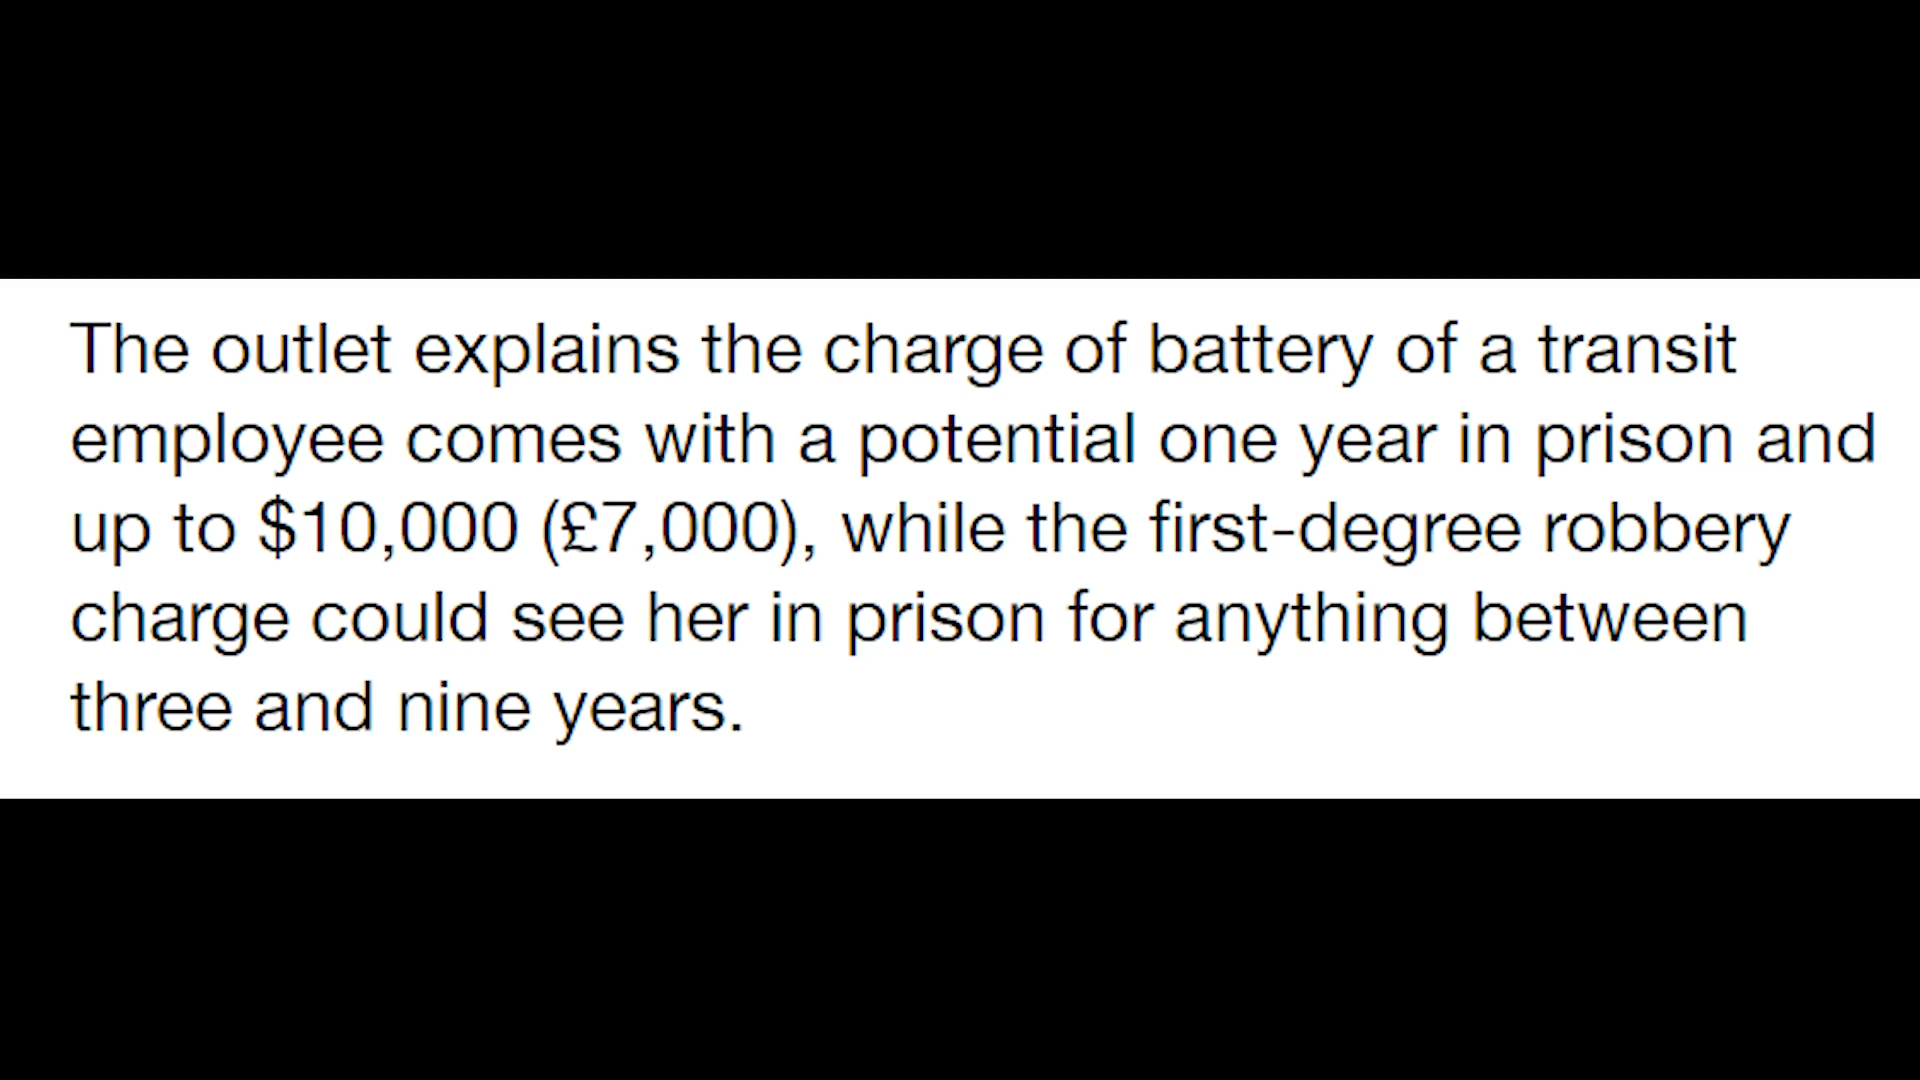 The outlet explains the charge of battery of a transit
employee comes with a potential one year in prison and
up to $10,000 (£7,000), while the first-degree robbery
charge could see her in prison for anything between
three and nine years.